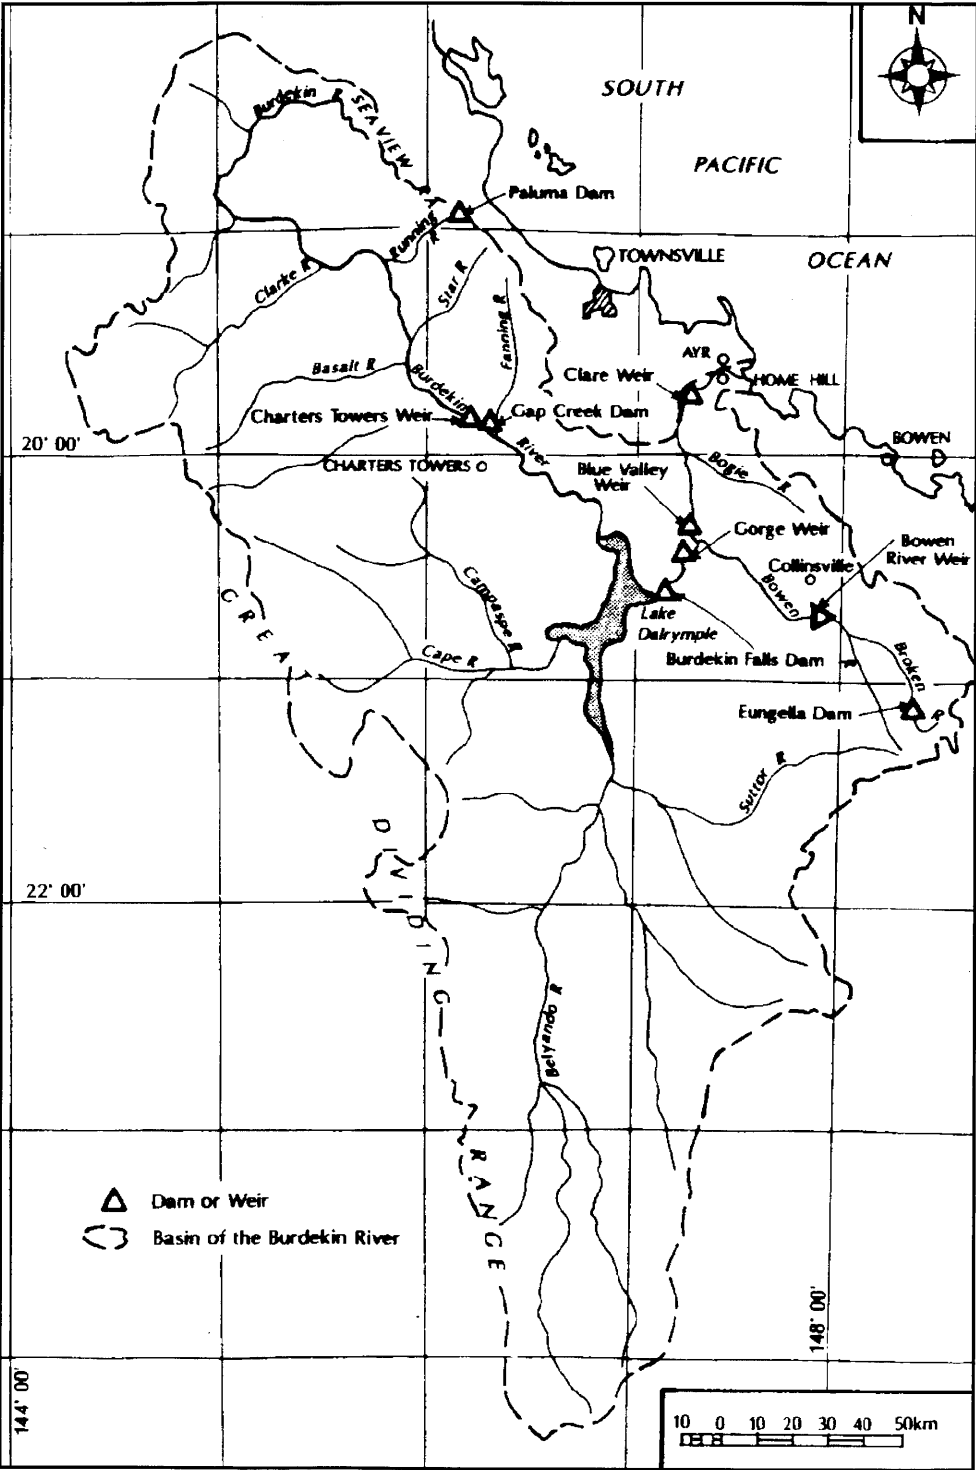 N
SOUTH
PACIFIC
OCEAN
Burdekin R
SEAVIEW RA
Paluma Dam
Running R
TOWNSVILLE
Clarke R
Star R
Fanning R
AYR
Basalt R
Burdekin
Clare Weir
HOME HILL
Charters Towers Weir
Gap Creek Dam
20° 00'
River
BOWEN
CHARTERS TOWERS
Blue Valley
Weir
Bogie R
Gorge Weir
Bowen
River Weir
Collinsville
Bowen
Campaspe R
Lake
Dalrymple
Cape R
Burdekin Falls Dam
Broken R
Eungella Dam
Suttor R
GREAT
DIVIDING
RANGE
22° 00'
Belyando R
Dam or Weir
Basin of the Burdekin River
148° 00'
144° 00'
10 0 10 20 30 40 50km